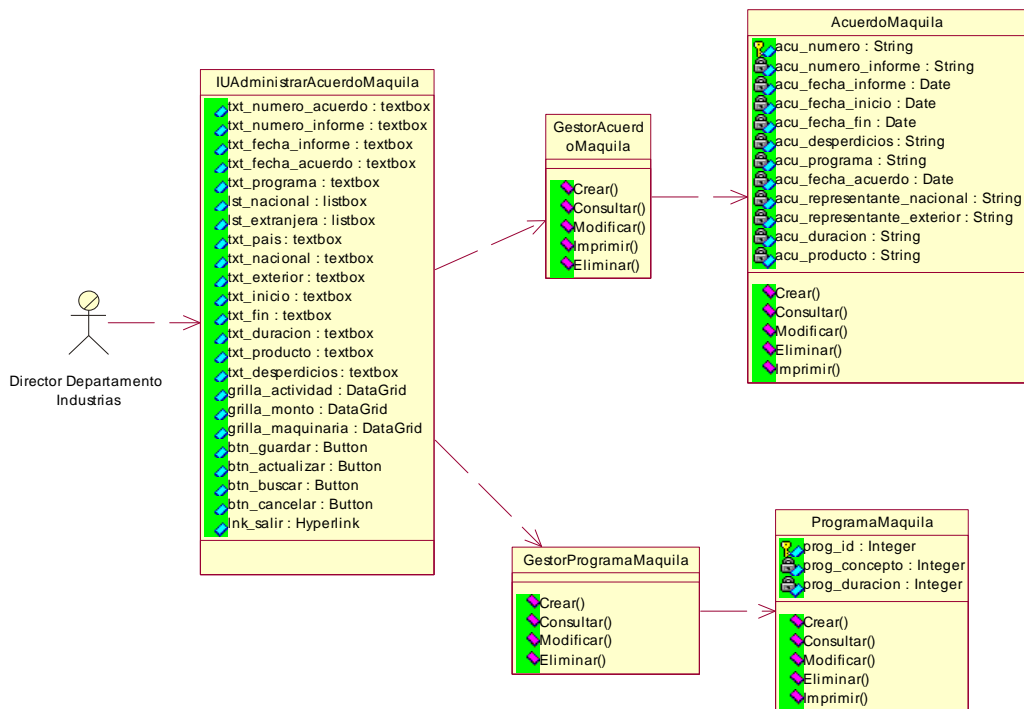 Director Departamento
Industrias
IUAdministrarAcuerdoMaquila
txt_numero_acuerdo : textbox
txt_numero_informe : textbox
txt_fecha_informe : textbox
txt_fecha_acuerdo : textbox
txt_programa : textbox
lst_nacional : listbox
lst_extranjera : listbox
txt_pais : textbox
txt_nacional : textbox
txt_exterior : textbox
txt_inicio : textbox
txt_fin : textbox
txt_duracion : textbox
txt_producto : textbox
txt_desperdicios : textbox
grilla_actividad : DataGrid
grilla_monto : DataGrid
grilla_maquinaria : DataGrid
btn_guardar : Button
btn_actualizar : Button
btn_buscar : Button
btn_cancelar : Button
lnk_salir : Hyperlink
GestorAcuerd
oMaquila
Crear()
Consultar()
Modificar()
Imprimir()
Eliminar()
AcuerdoMaquila
acu_numero : String
acu_numero_informe : String
acu_fecha_informe : Date
acu_fecha_inicio : Date
acu_fecha_fin : Date
acu_desperdicios : String
acu_programa : String
acu_fecha_acuerdo : Date
acu_representante_nacional : String
acu_representante_exterior : String
acu_duracion : String
acu_producto : String
Crear()
Consultar()
Modificar()
Eliminar()
Imprimir()
GestorProgramaMaquila
Crear()
Consultar()
Modificar()
Eliminar()
ProgramaMaquila
prog_id : Integer
prog_concepto : Integer
prog_duracion : Integer
Crear()
Consultar()
Modificar()
Eliminar()
Imprimir()